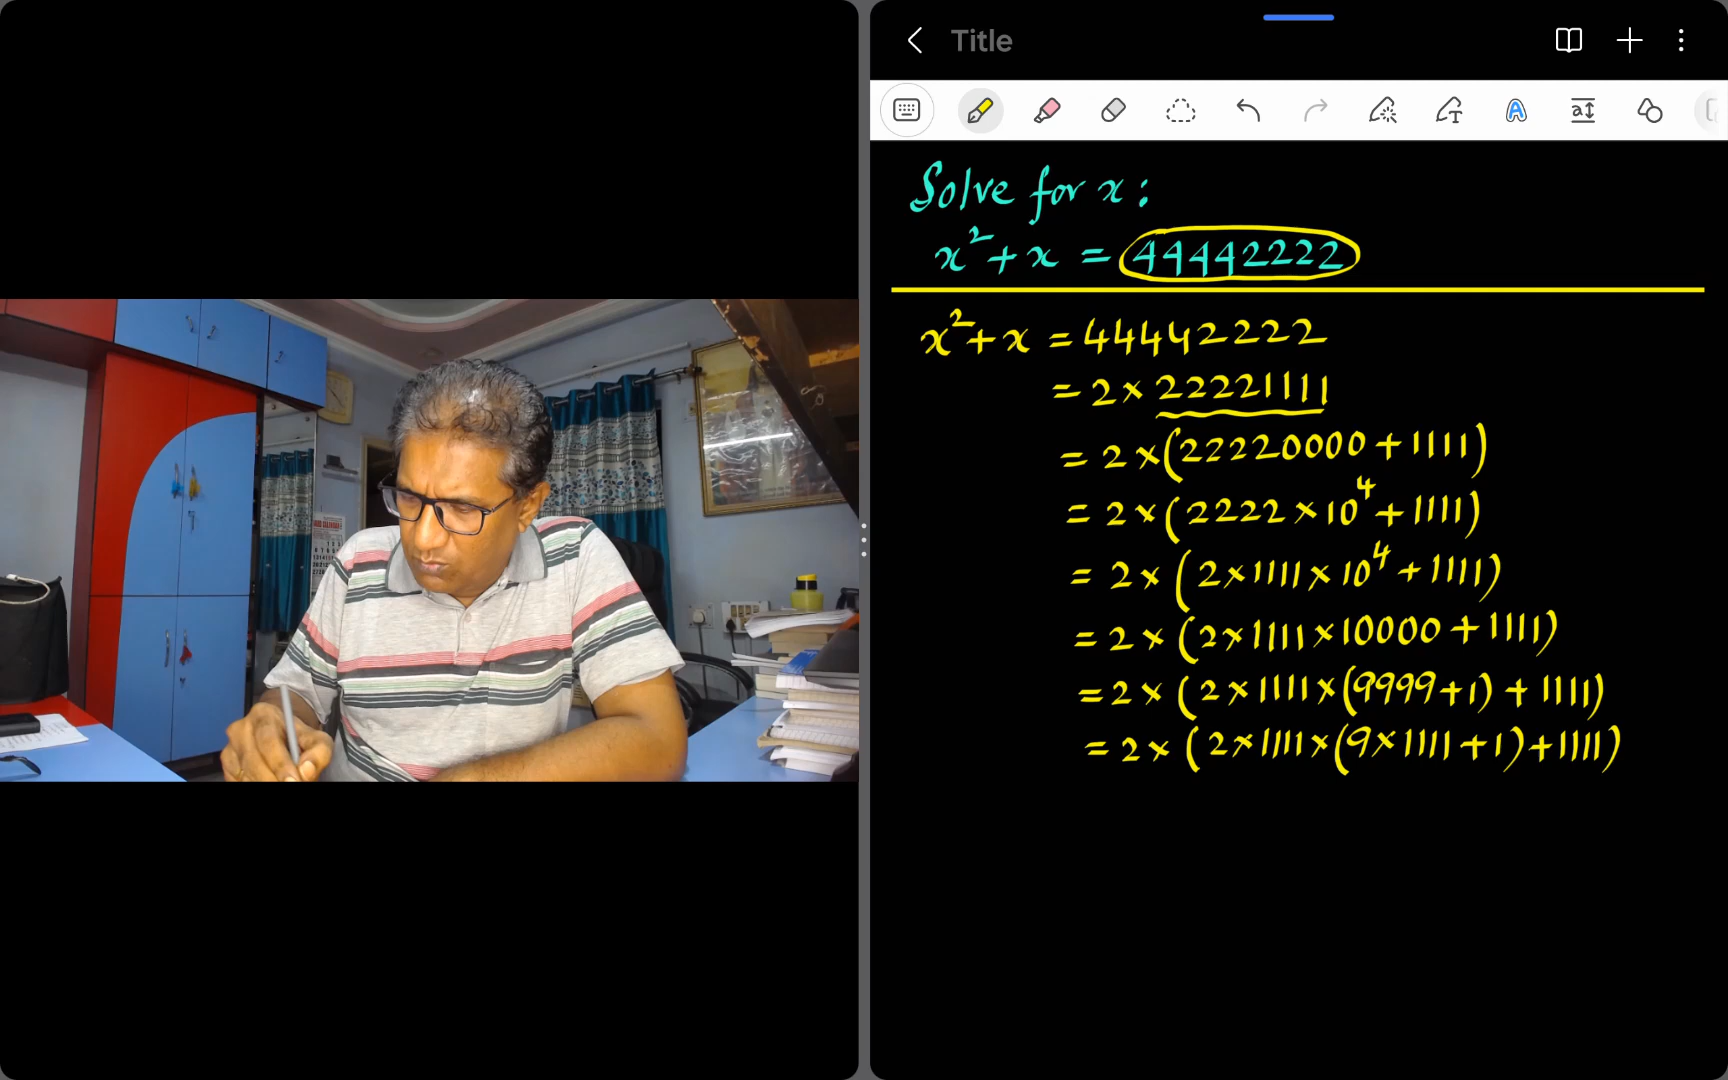 Title
Solve for x :
x² + x = 44442222
x² + x = 44442222
= 2 × 22221111
= 2 × (22220000 + 1111)
= 2 × (2222 × 10⁴ + 1111)
= 2 × (2 × 1111 × 10⁴ + 1111)
= 2 × (2 × 1111 × 10000 + 1111)
= 2 × (2 × 1111 × (9999 + 1) + 1111)
= 2 × (2 × 1111 × (9 × 1111 + 1) + 1111)